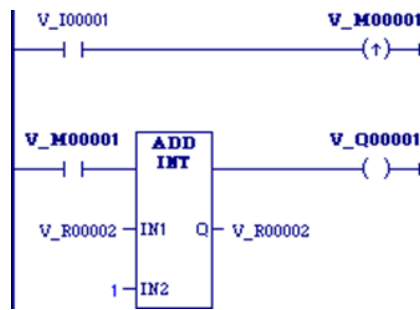 V_I00001 V_M00001
(↑)
V_M00001 ADD V_Q00001
INT
V_R00002 IN1 Q V_R00002
1 IN2